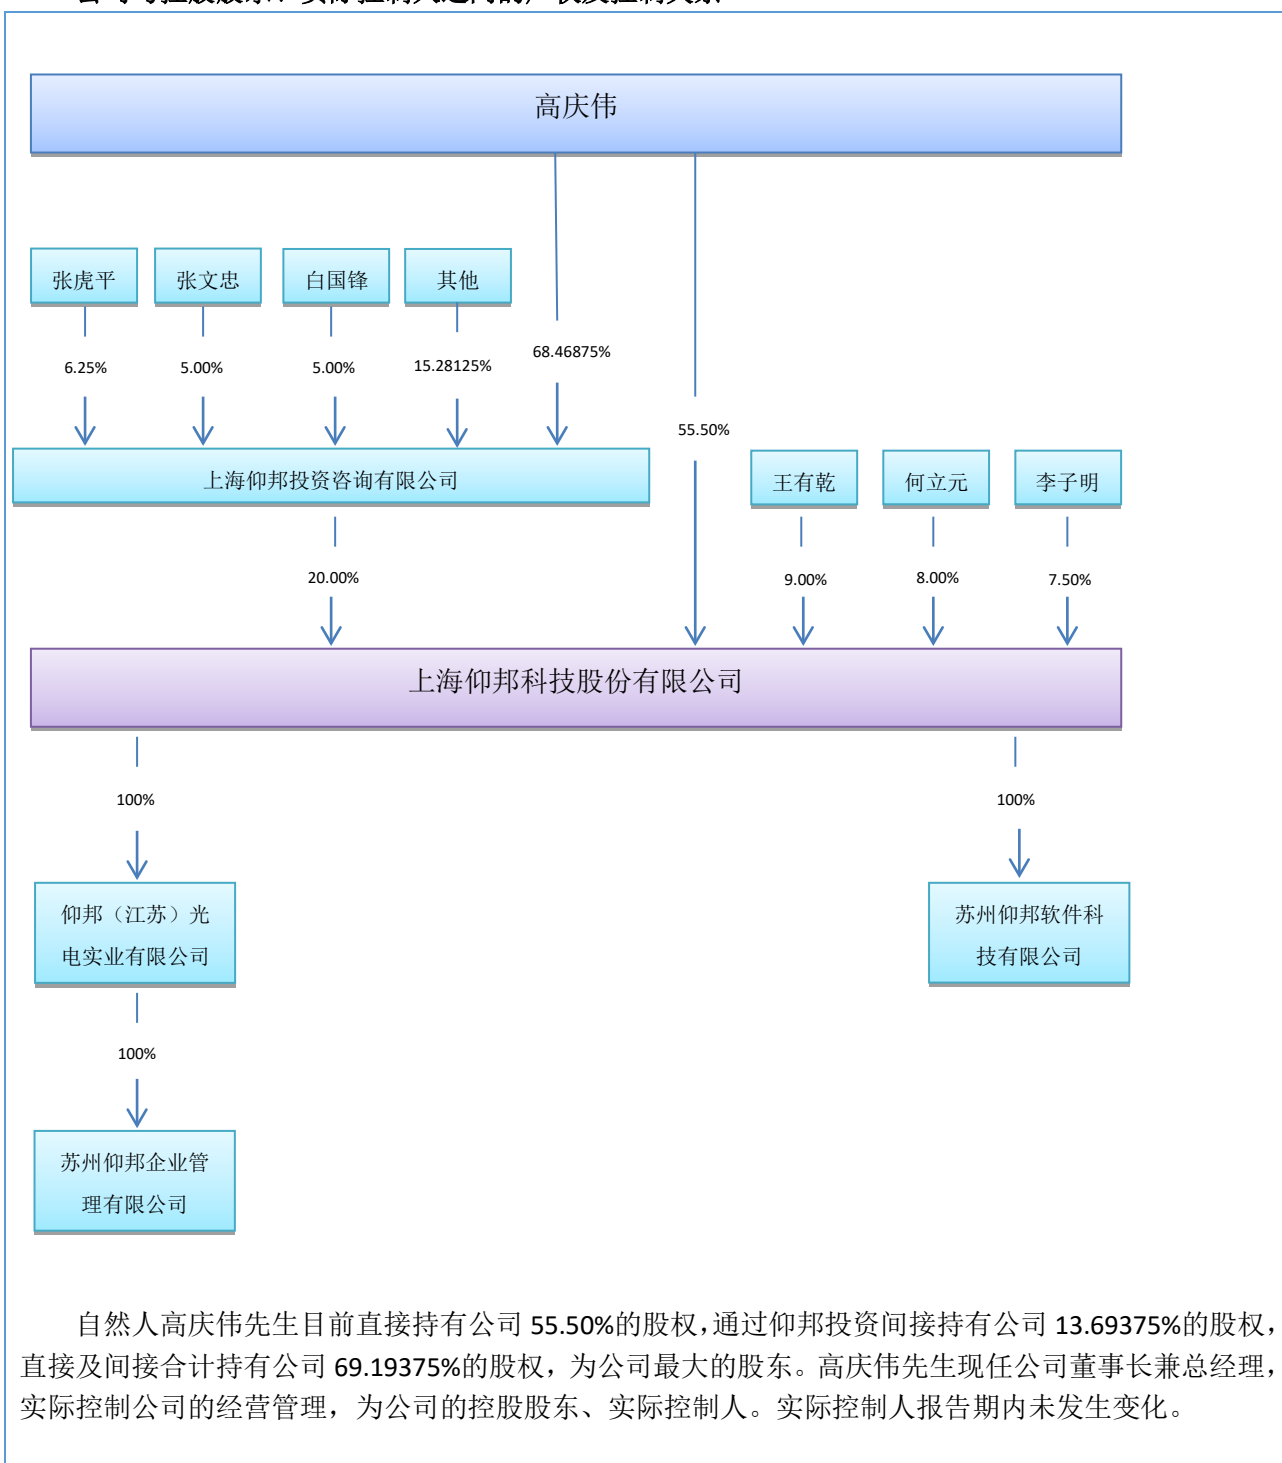 高庆伟
张虎平
张文忠
白国锋
其他
6.25%
5.00%
5.00%
15.28125%
68.46875%
55.50%
上海仰邦投资咨询有限公司
王有乾
何立元
李子明
20.00%
9.00%
8.00%
7.50%
上海仰邦科技股份有限公司
100%
100%
仰邦（江苏）光
电实业有限公司
苏州仰邦软件科
技有限公司
100%
苏州仰邦企业管
理有限公司
自然人高庆伟先生目前直接持有公司 55.50%的股权，通过仰邦投资间接持有公司 13.69375%的股权，
直接及间接合计持有公司 69.19375%的股权，为公司最大的股东。高庆伟先生现任公司董事长兼总经理，
实际控制公司的经营管理，为公司的控股股东、实际控制人。实际控制人报告期内未发生变化。